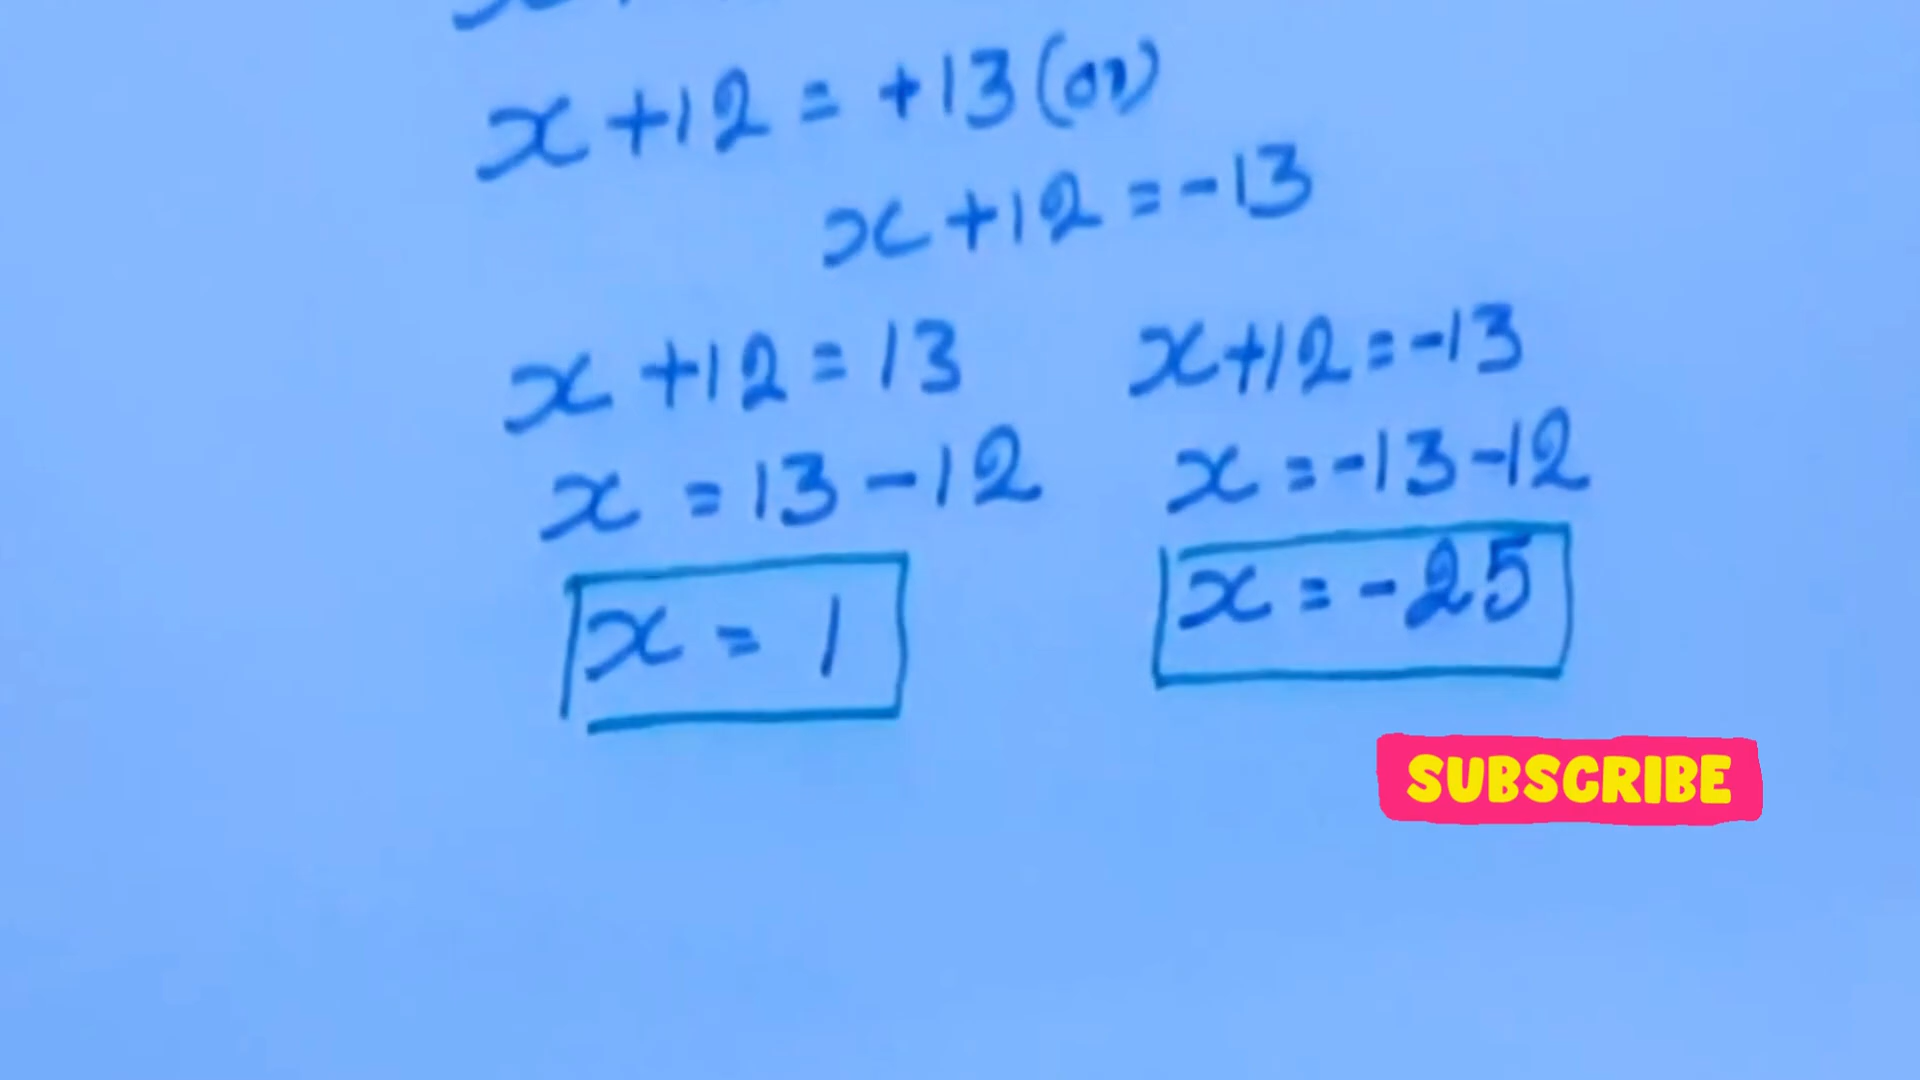 x + 12 = +13 (or)
x + 12 = -13
x + 12 = 13
x = 13 - 12
x = 1
x + 12 = -13
x = -13 - 12
x = -25
SUBSCRIBE